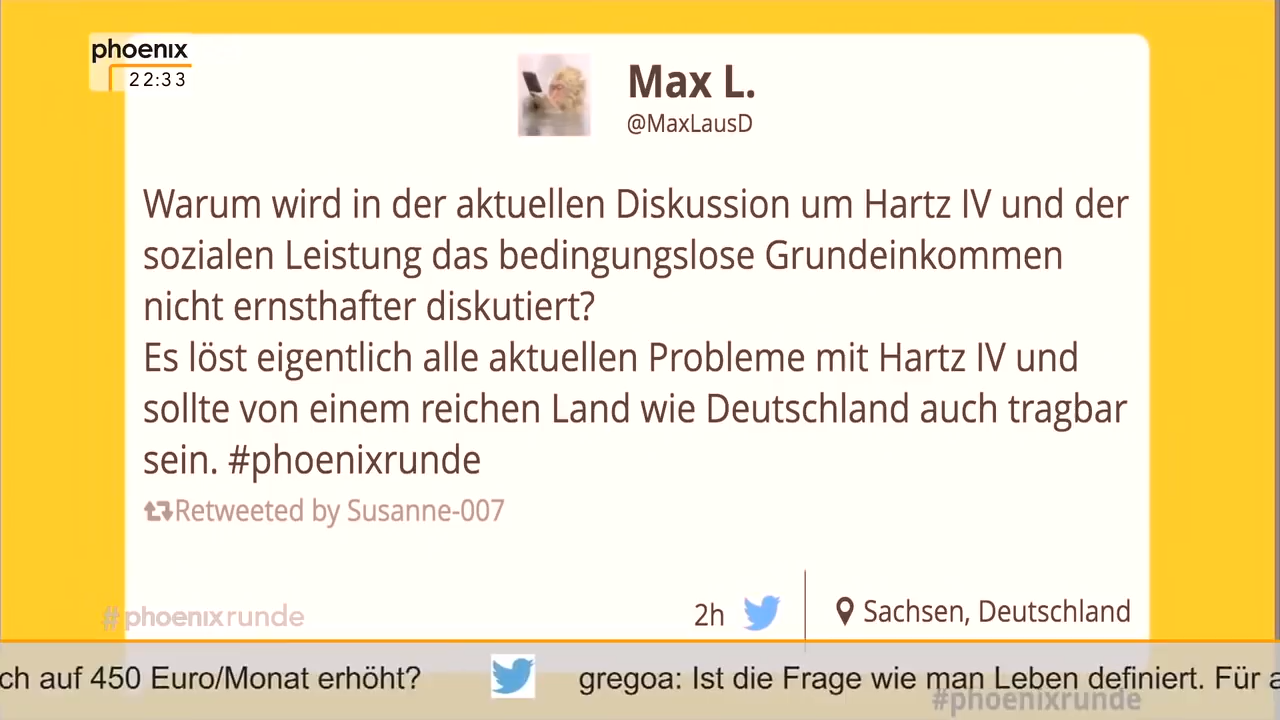 phoenix
22:33
Max L.
@MaxLausD
Warum wird in der aktuellen Diskussion um Hartz IV und der
sozialen Leistung das bedingungslose Grundeinkommen
nicht ernsthafter diskutiert?
Es löst eigentlich alle aktuellen Probleme mit Hartz IV und
sollte von einem reichen Land wie Deutschland auch tragbar
sein. #phoenixrunde
Retweeted by Susanne-007
#phoenixrunde
2h
Sachsen, Deutschland
ch auf 450 Euro/Monat erhöht?
gregoa: Ist die Frage wie man Leben definiert. Für a
#phoenixrunde